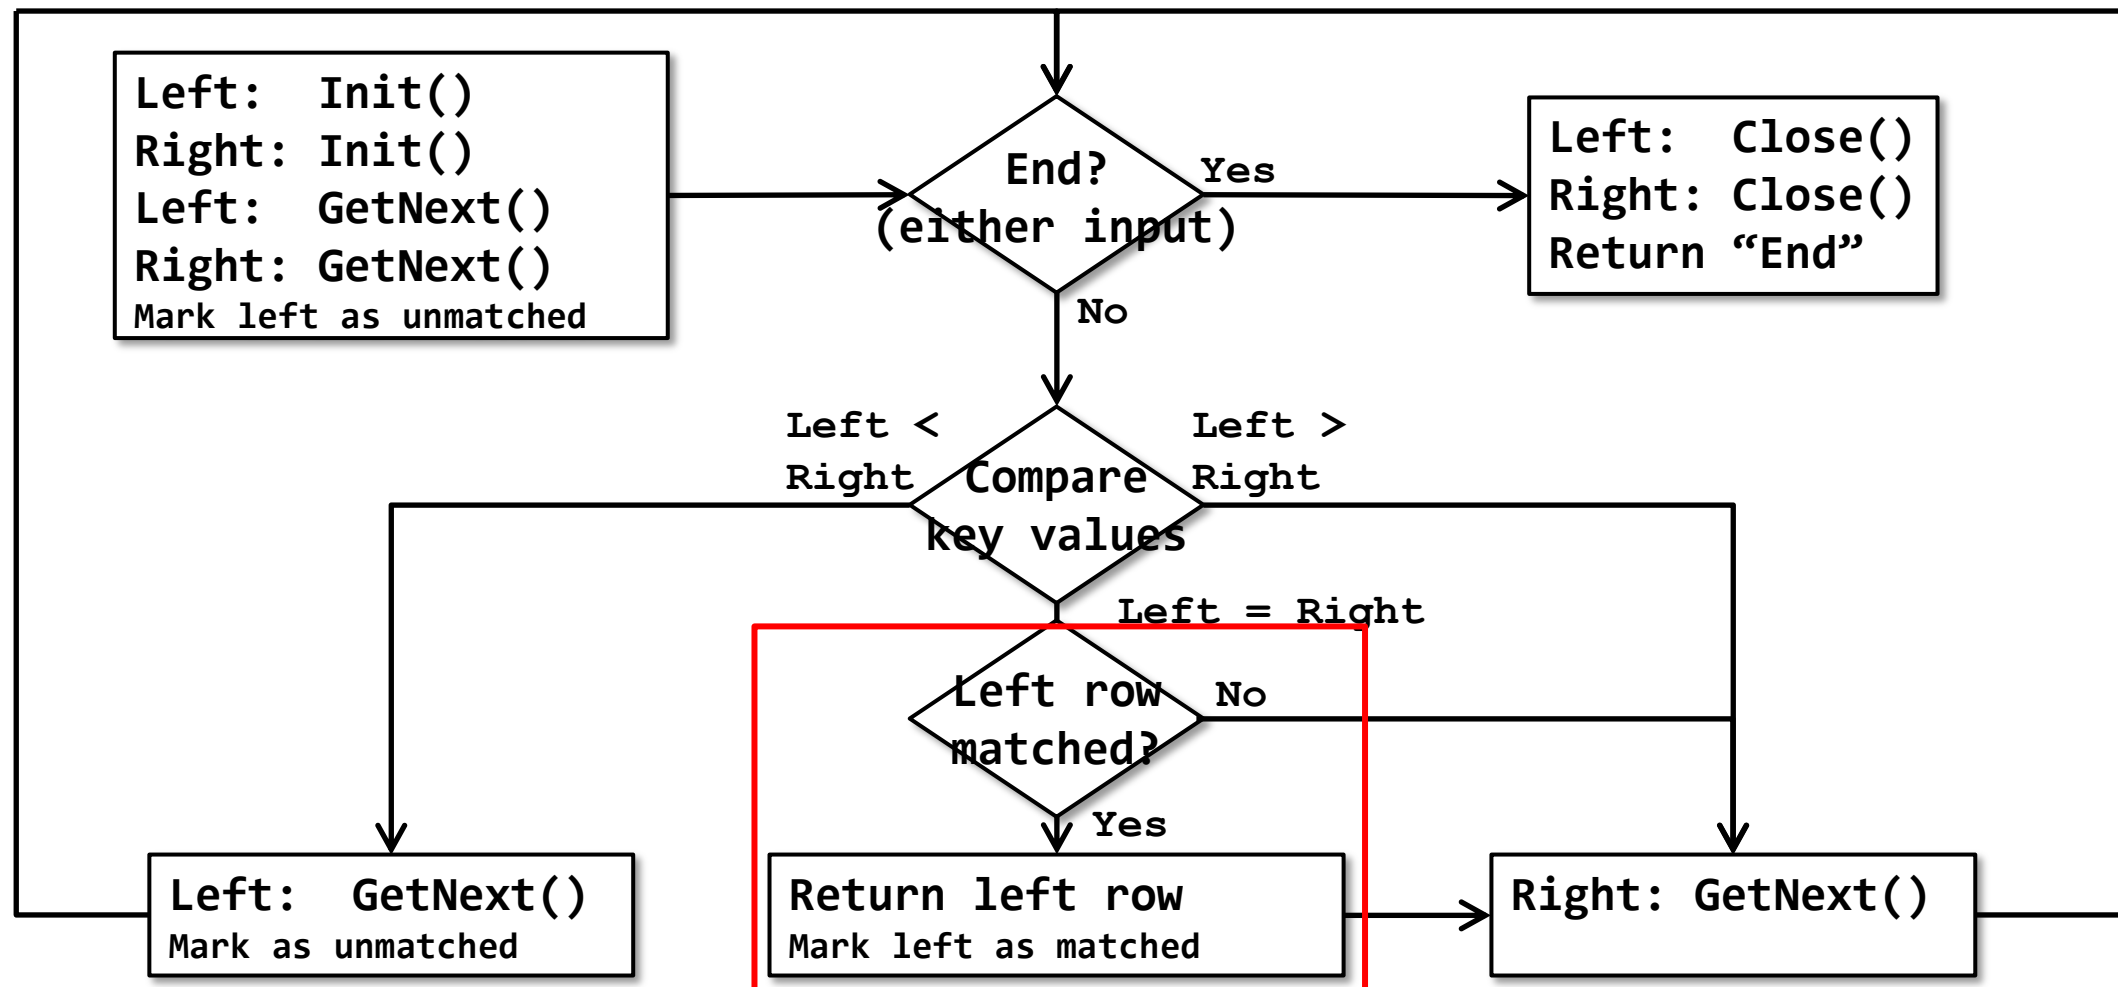 Left:  Init()
Right: Init()
Left:  GetNext()
Right: GetNext()
Mark left as unmatched
End?
(either input)
Yes
Left:  Close()
Right: Close()
Return “End”
No
Left <
Right
Compare
key values
Left >
Right
Left = Right
Left row
matched?
No
Yes
Left:  GetNext()
Mark as unmatched
Return left row
Mark left as matched
Right: GetNext()